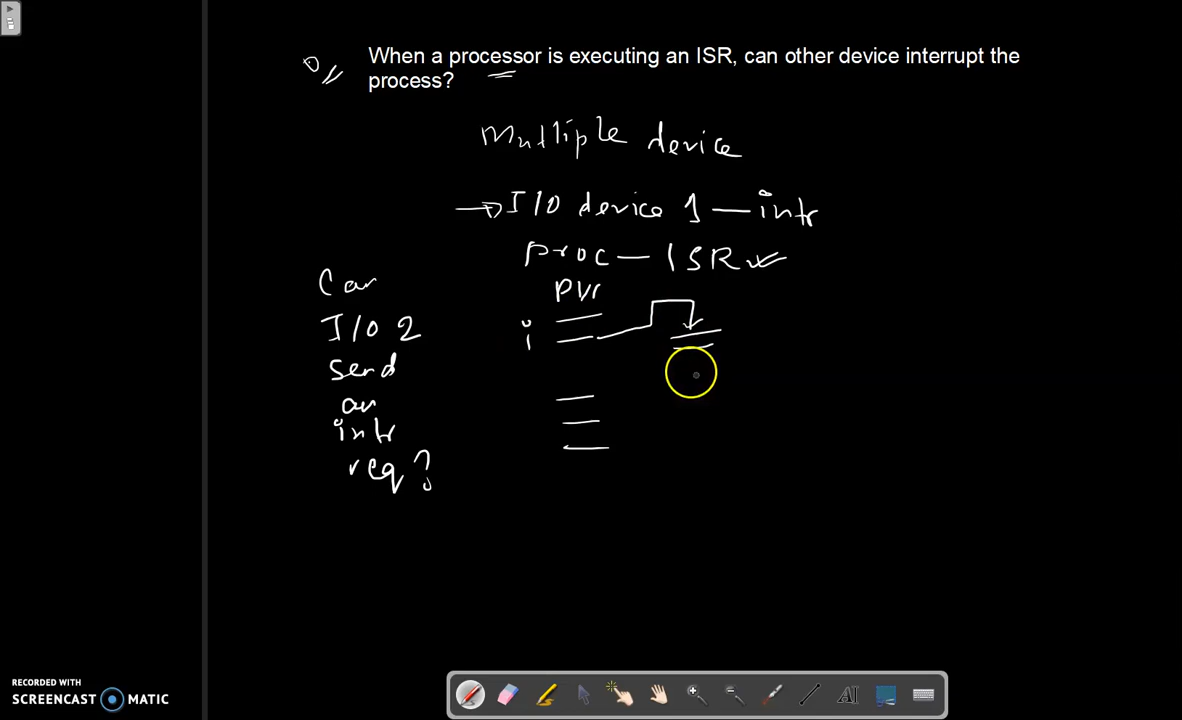 When a processor is executing an ISR, can other device interrupt the
process?
Multiple device
I/O device 1 — intr
Proc — ISR
Can
I/O 2
send
an
intr
req?
i
RECORDED WITH
SCREENCAST MATIC
AI